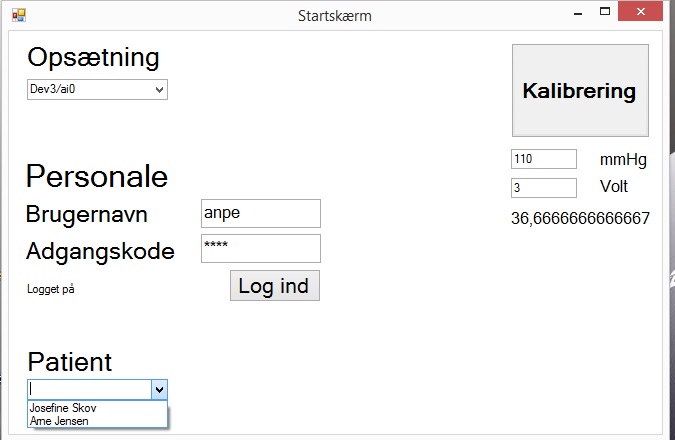 Startskærm
Opsætning
Dev3/ai0
Kalibrering
110 mmHg
3 Volt
36,6666666666667
Personale
Brugernavn anpe
Adgangskode ****
Logget på
Log ind
Patient
Josefine Skov
Arne Jensen